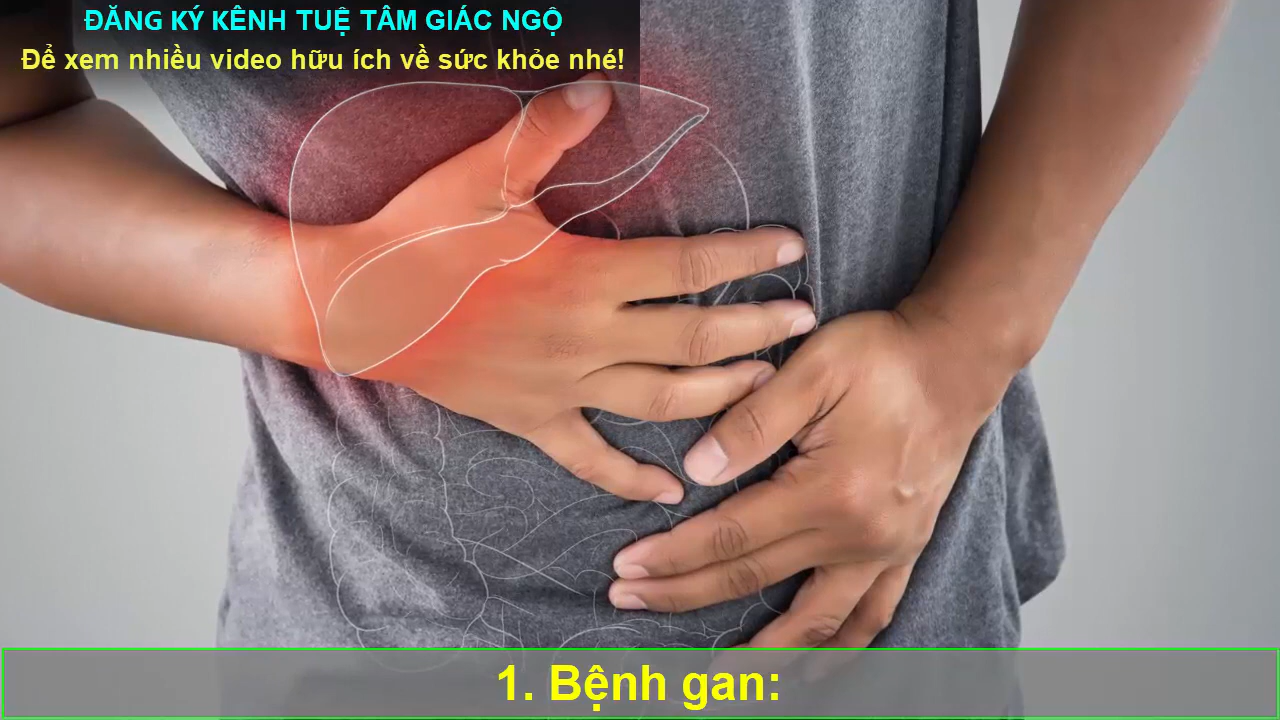 ĐĂNG KÝ KÊNH TUỆ TÂM GIÁC NGỘ
Để xem nhiều video hữu ích về sức khỏe nhé!
1. Bệnh gan: